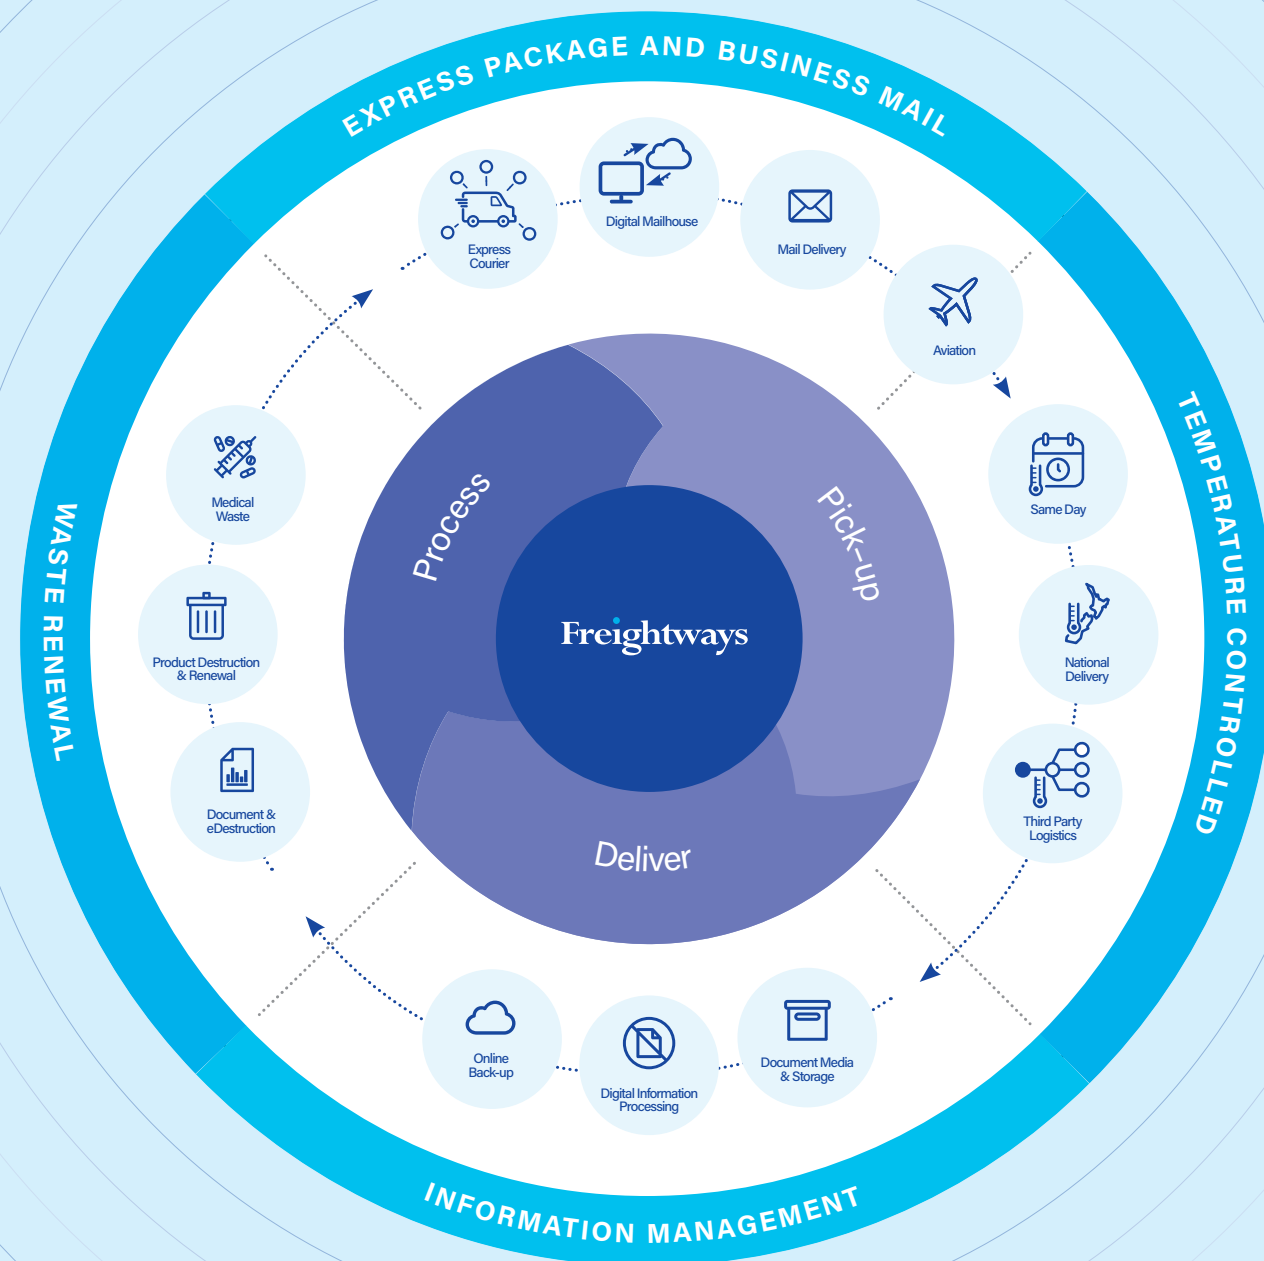 EXPRESS PACKAGE AND BUSINESS MAIL
Express
Courier
Digital Mailhouse
Mail Delivery
Aviation
TEMPERATURE CONTROLLED
Same Day
National
Delivery
Third Party
Logistics
INFORMATION MANAGEMENT
Document Media
& Storage
Digital Information
Processing
Online
Back-up
WASTE RENEWAL
Document &
eDestruction
Product Destruction
& Renewal
Medical
Waste
Process
Pick-up
Deliver
Freightways